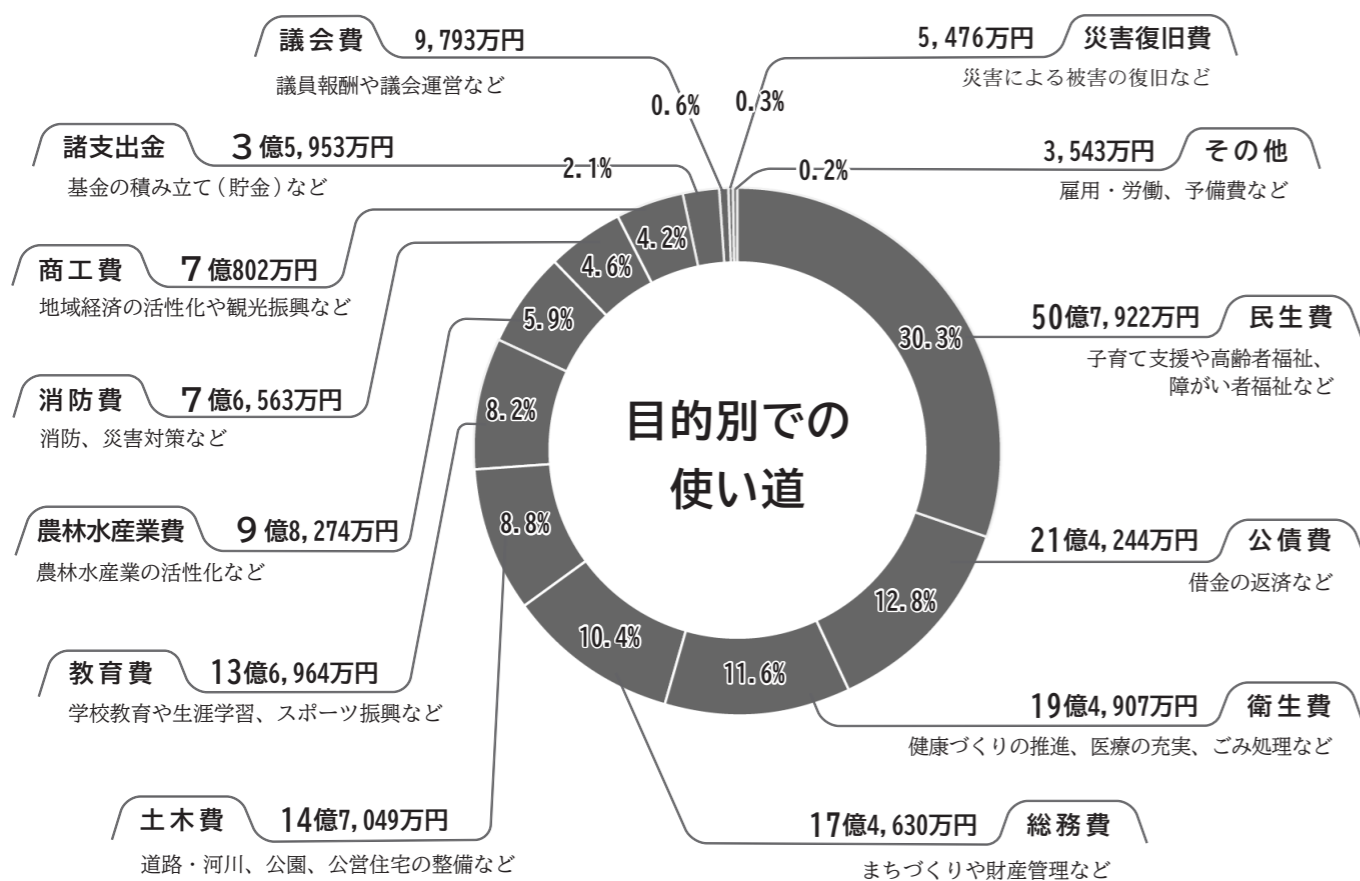 目的別での
使い道
30.3%
50億7,922万円 民生費
子育て支援や高齢者福祉、
障がい者福祉など
12.8%
21億4,244万円 公債費
借金の返済など
11.6%
19億4,907万円 衛生費
健康づくりの推進、医療の充実、ごみ処理など
10.4%
17億4,630万円 総務費
まちづくりや財産管理など
8.8%
土木費 14億7,049万円
道路・河川、公園、公営住宅の整備など
8.2%
教育費 13億6,964万円
学校教育や生涯学習、スポーツ振興など
5.9%
農林水産業費 9億8,274万円
農林水産業の活性化など
4.6%
消防費 7億6,563万円
消防、災害対策など
4.2%
商工費 7億802万円
地域経済の活性化や観光振興など
2.1%
諸支出金 3億5,953万円
基金の積み立て(貯金)など
0.6%
議会費 9,793万円
議員報酬や議会運営など
0.3%
5,476万円 災害復旧費
災害による被害の復旧など
0.2%
3,543万円 その他
雇用・労働、予備費など